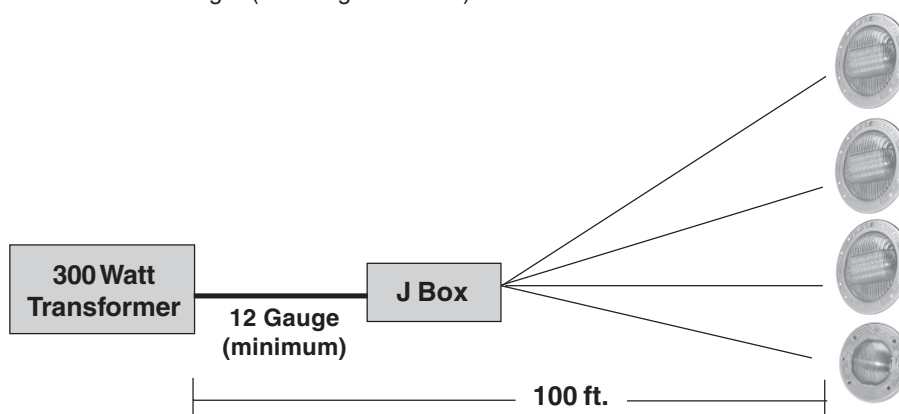 300 Watt
Transformer
12 Gauge
(minimum)
J Box
100 ft.